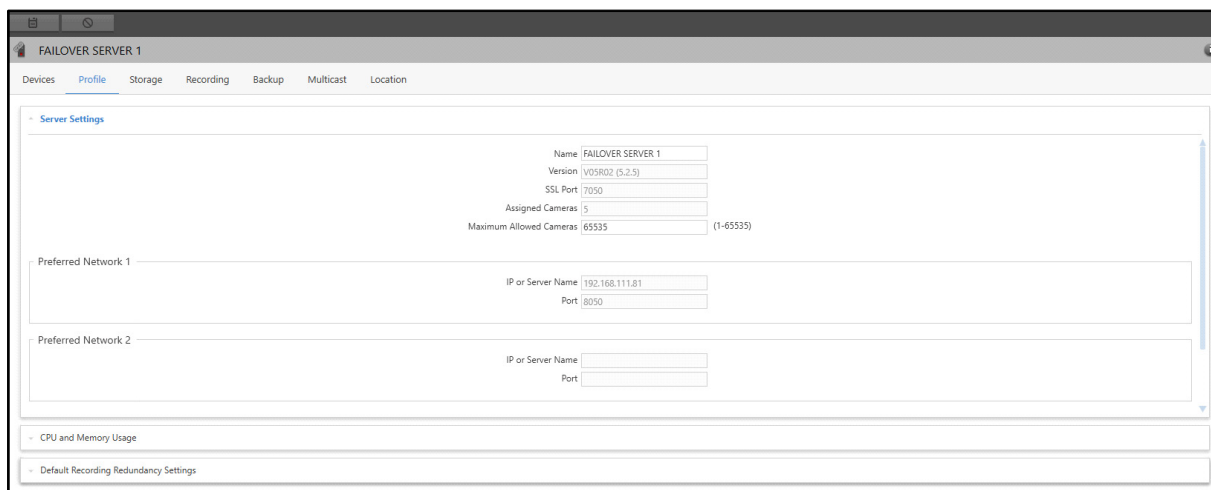 FAILOVER SERVER 1
Devices Profile Storage Recording Backup Multicast Location
Server Settings
Name FAILOVER SERVER 1
Version V05R02 (5.2.5)
SSL Port 7050
Assigned Cameras 5
Maximum Allowed Cameras 65535 (1-65535)
Preferred Network 1
IP or Server Name 192.168.111.81
Port 8050
Preferred Network 2
IP or Server Name
Port
CPU and Memory Usage
Default Recording Redundancy Settings